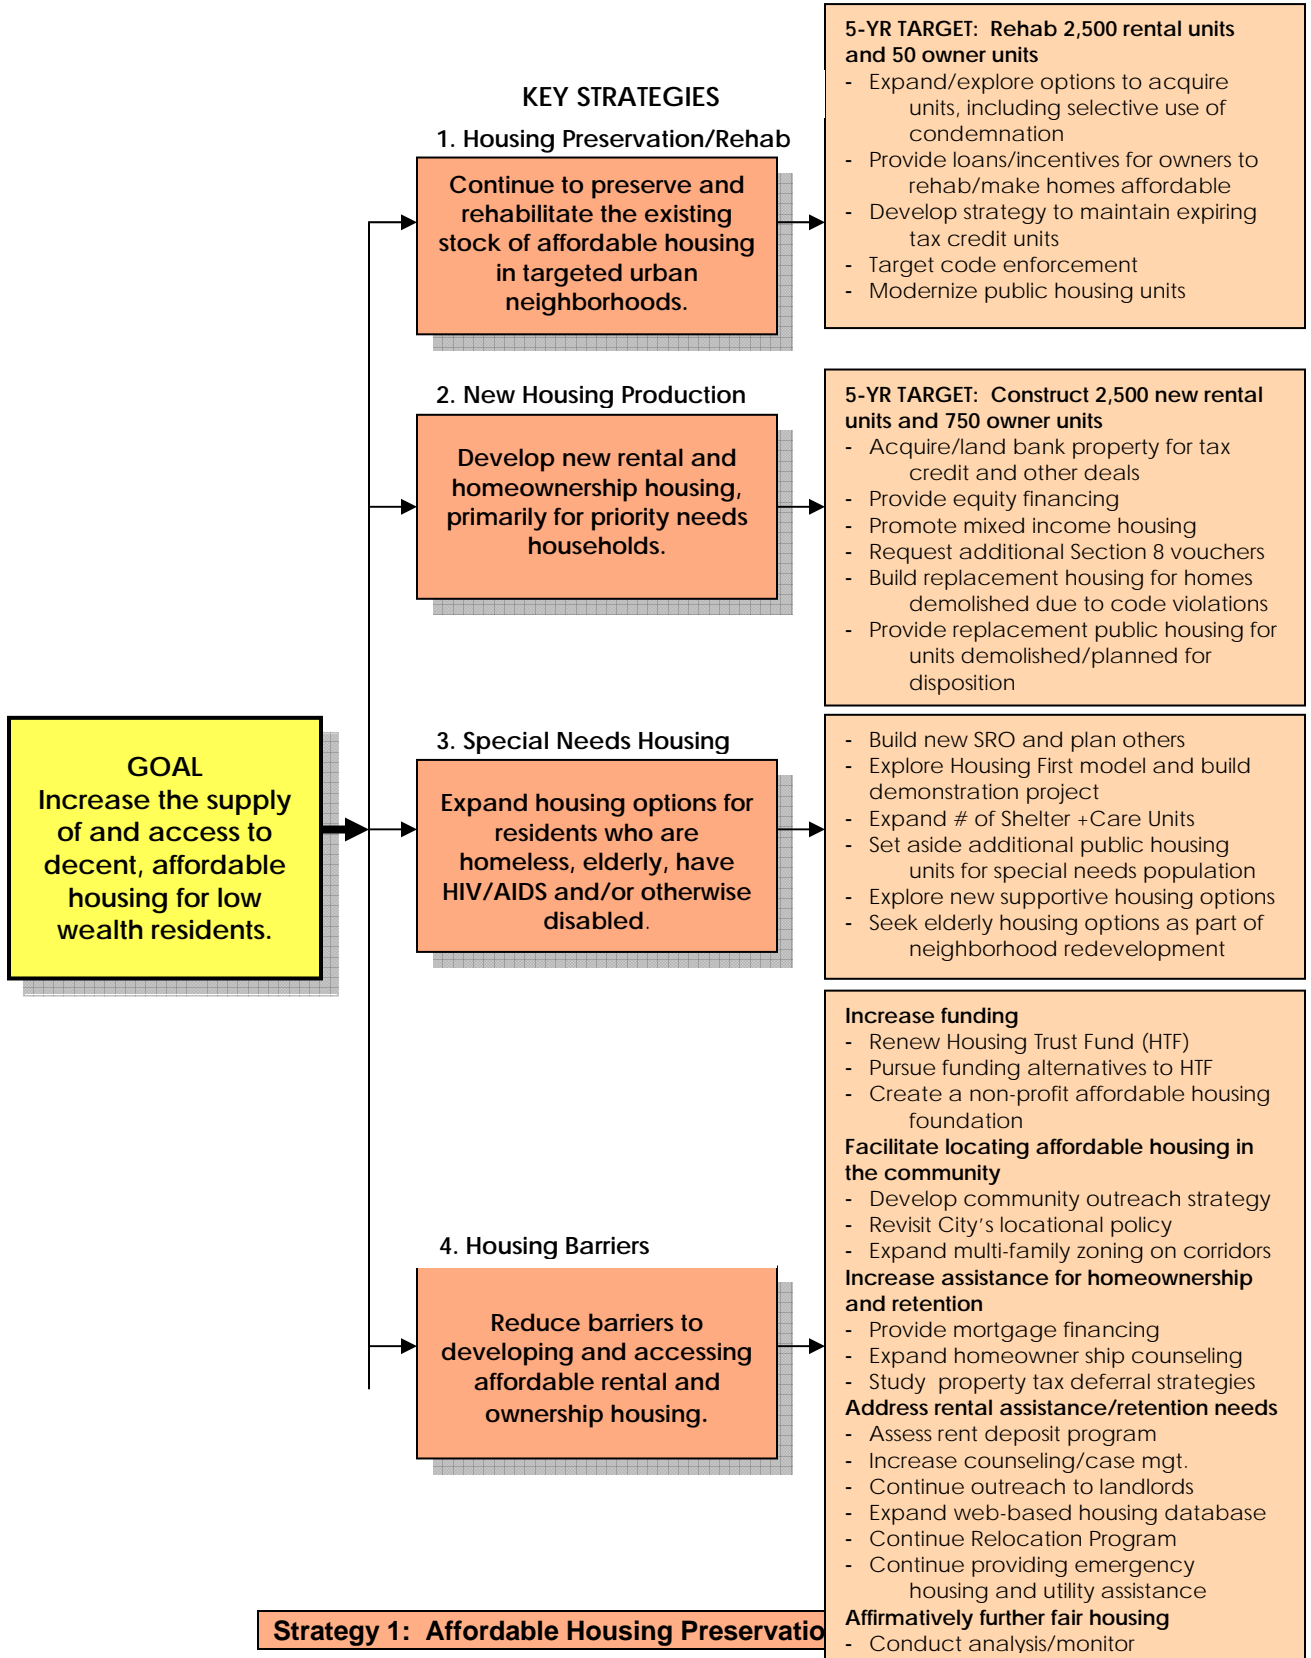 KEY STRATEGIES
1. Housing Preservation/Rehab
Continue to preserve and
rehabilitate the existing
stock of affordable housing
in targeted urban
neighborhoods.
5-YR TARGET:  Rehab 2,500 rental units
and 50 owner units
- Expand/explore options to acquire
units, including selective use of
condemnation
- Provide loans/incentives for owners to
rehab/make homes affordable
- Develop strategy to maintain expiring
tax credit units
- Target code enforcement
- Modernize public housing units
2. New Housing Production
Develop new rental and
homeownership housing,
primarily for priority needs
households.
5-YR TARGET:  Construct 2,500 new rental
units and 750 owner units
- Acquire/land bank property for tax
credit and other deals
- Provide equity financing
- Promote mixed income housing
- Request additional Section 8 vouchers
- Build replacement housing for homes
demolished due to code violations
- Provide replacement public housing for
units demolished/planned for
disposition
GOAL
Increase the supply
of and access to
decent, affordable
housing for low
wealth residents.
3. Special Needs Housing
Expand housing options for
residents who are
homeless, elderly, have
HIV/AIDS and/or otherwise
disabled.
- Build new SRO and plan others
- Explore Housing First model and build
demonstration project
- Expand # of Shelter +Care Units
- Set aside additional public housing
units for special needs population
- Explore new supportive housing options
- Seek elderly housing options as part of
neighborhood redevelopment
4. Housing Barriers
Reduce barriers to
developing and accessing
affordable rental and
ownership housing.
Increase funding
- Renew Housing Trust Fund (HTF)
- Pursue funding alternatives to HTF
- Create a non-profit affordable housing
foundation
Facilitate locating affordable housing in
the community
- Develop community outreach strategy
- Revisit City's locational policy
- Expand multi-family zoning on corridors
Increase assistance for homeownership
and retention
- Provide mortgage financing
- Expand homeowner ship counseling
- Study  property tax deferral strategies
Address rental assistance/retention needs
- Assess rent deposit program
- Increase counseling/case mgt.
- Continue outreach to landlords
- Expand web-based housing database
- Continue Relocation Program
- Continue providing emergency
housing and utility assistance
Affirmatively further fair housing
- Conduct analysis/monitor
Strategy 1:  Affordable Housing Preservatio